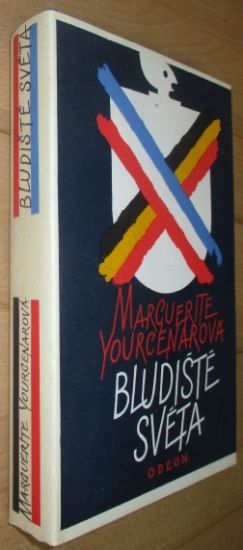 MARGUERITE
YOURCENAROVÁ
BLUDIŠTĚ
SVĚTA
ODEON
MARGUERITE YOURCENAROVÁ
BLUDIŠTĚ SVĚTA